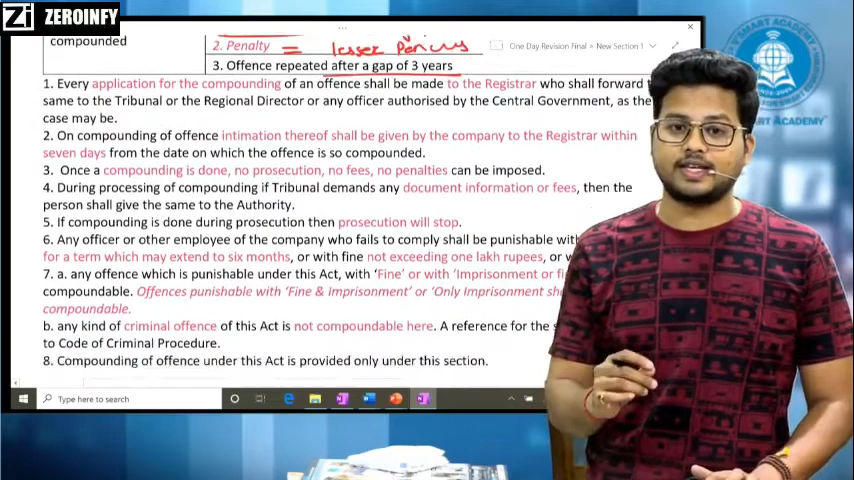 Zi ZEROINFY
compounded
2. Penalty = lesser
One Day Revision Final > New Section 1
3. Offence repeated after a gap of 3 years
1. Every application for the compounding of an offence shall be made to the Registrar who shall forward
same to the Tribunal or the Regional Director or any officer authorised by the Central Government, as the
case may be.
2. On compounding of offence intimation thereof shall be given by the company to the Registrar within
seven days from the date on which the offence is so compounded.
3. Once a compounding is done, no prosecution, no fees, no penalties can be imposed.
4. During processing of compounding if Tribunal demands any document information or fees, then the
person shall give the same to the Authority.
5. If compounding is done during prosecution then prosecution will stop.
6. Any officer or other employee of the company who fails to comply shall be punishable with
for a term which may extend to six months, or with fine not exceeding one lakh rupees, or
7. a. any offence which is punishable under this Act, with ‘Fine’ or with ‘Imprisonment or
compoundable. Offences punishable with ‘Fine & Imprisonment’ or ‘Only Imprisonment
compoundable.
b. any kind of criminal offence of this Act is not compoundable here. A reference for the
to Code of Criminal Procedure.
8. Compounding of offence under this Act is provided only under this section.
Type here to search
SMART ACADEMY